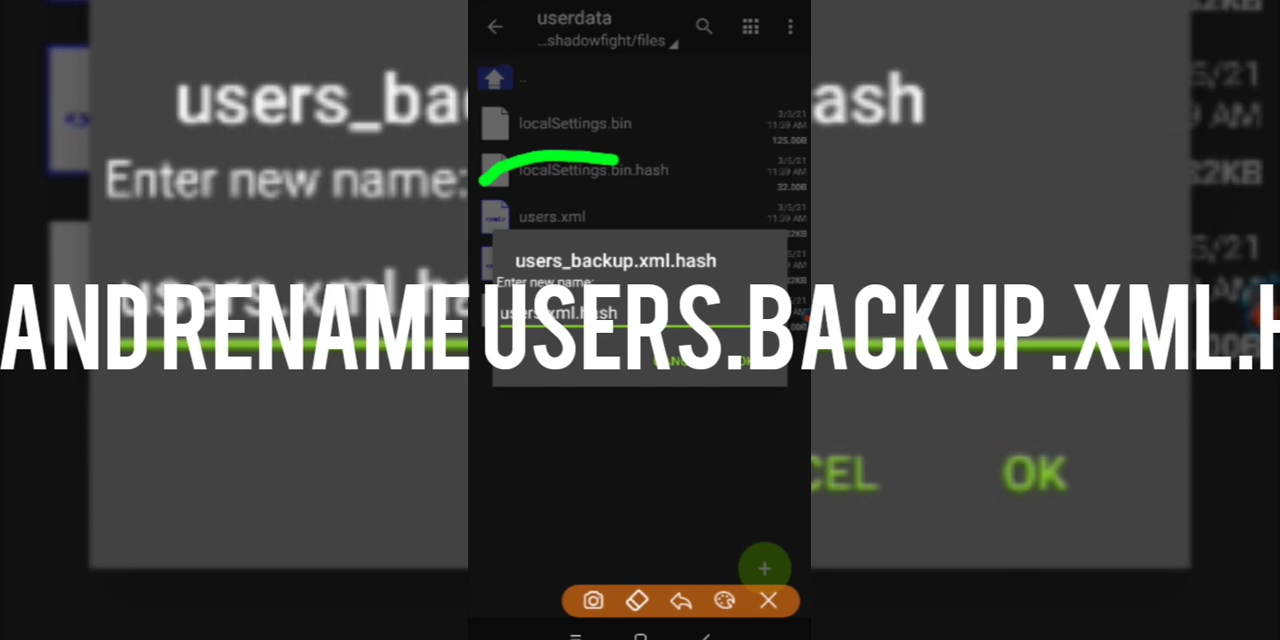 userdata
...shadowfight/files
..
localSettings.bin
3/5/21
11:39 AM
125.00B
localSettings.bin.hash
3/5/21
11:39 AM
32.00B
users.xml
3/5/21
11:39 AM
users_backup.xml.hash
Enter new name:
users.xml.hash
AND RENAME USERS.BACKUP.XML.H
users_ba
hash
Enter new name:
CEL
OK